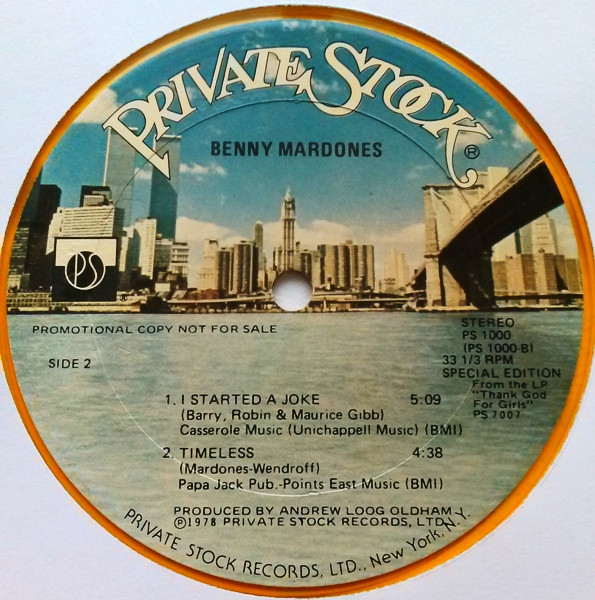 PRIVATE STOCK ®
BENNY MARDONES
PS
PROMOTIONAL COPY NOT FOR SALE
SIDE 2
STEREO
PS 1000
(PS 1000-B)
33 1/3 RPM
SPECIAL EDITION
From the LP
"Thank God
For Girls"
PS 7007
1. I STARTED A JOKE 5:09
(Barry, Robin & Maurice Gibb)
Casserole Music (Unichappell Music) (BMI)
2. TIMELESS 4:38
(Mardones-Wendroff)
Papa Jack Pub.-Points East Music (BMI)
PRODUCED BY ANDREW LOOG OLDHAM
℗©1978 PRIVATE STOCK RECORDS, LTD.
PRIVATE STOCK RECORDS, LTD., New York, N.Y.